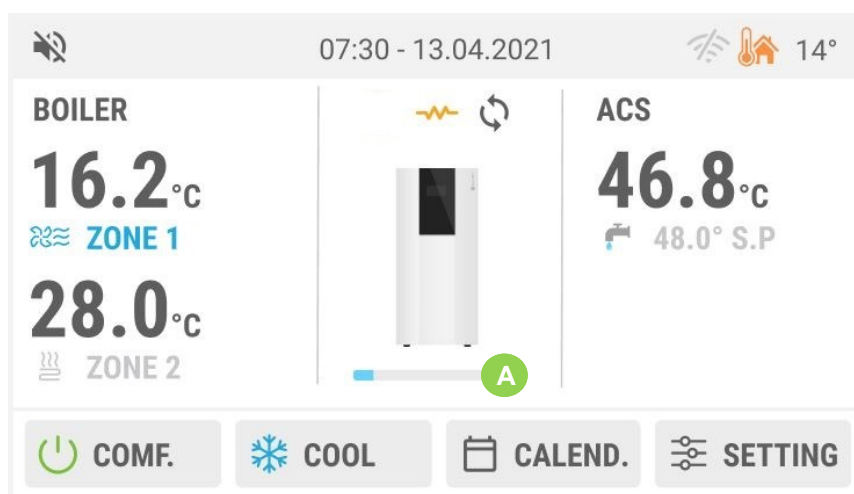 07:30 - 13.04.2021 14°
BOILER
16.2°C
ZONE 1
28.0°C
ZONE 2
A
ACS
46.8°C
48.0° S.P
COMF. COOL CALEND. SETTING